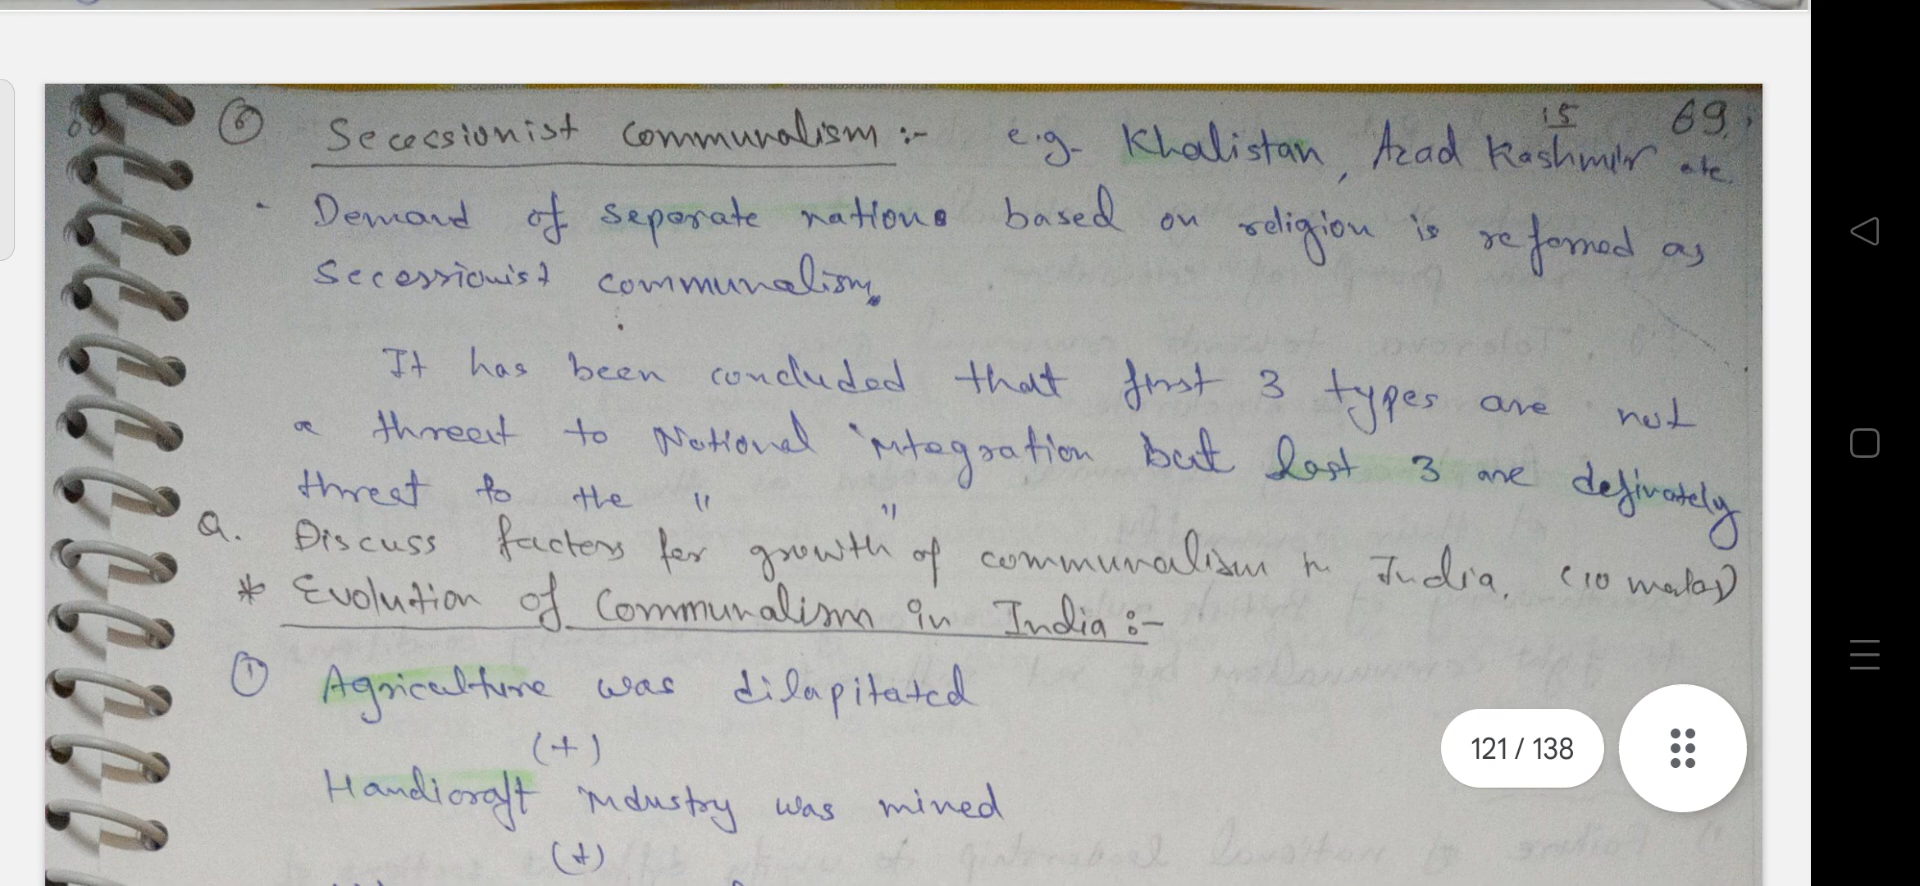 15 69.
⑥ Secessionist Communalism :- e.g. Khalistan, Azad Kashmir etc.
· Demand of seperate nations based on religion is referred as
Secessionist communalism.
It has been concluded that first 3 types are not
a threat to National integration but last 3 are definately
threat to the " "
Q. Discuss factors for growth of communalism in India. (10 marks)
* Evolution of Communalism in India :-
① Agriculture was dilapitated
(+)
Handicraft industry was ruined
(+)
121 / 138